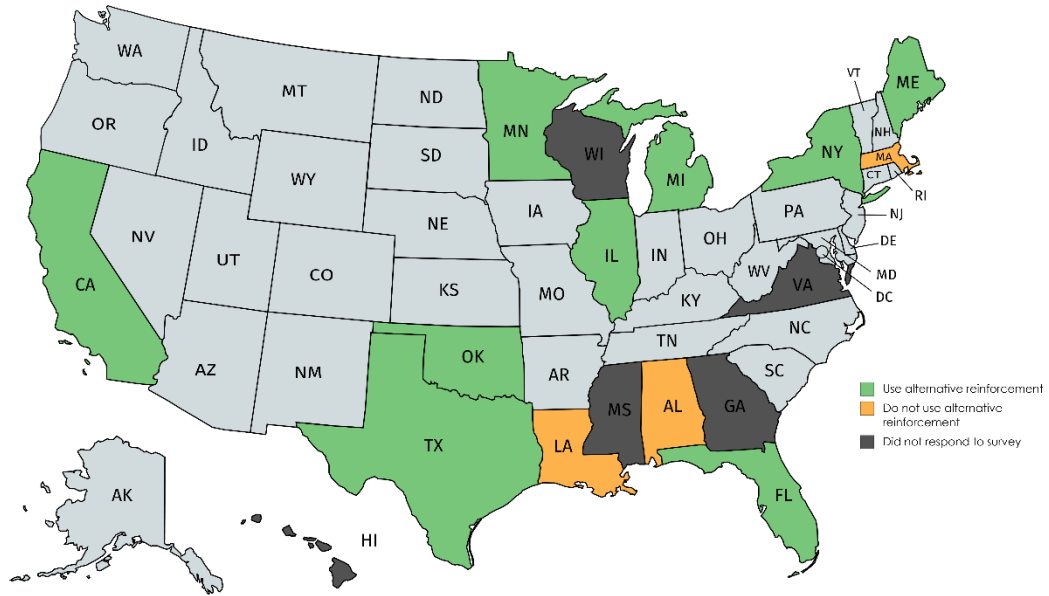 WA
MT
ND
OR
ID
SD
WY
MN
WI
MI
VT
ME
NH
NY
MA
CT
RI
NV
UT
CO
NE
IA
IL
IN
OH
PA
NJ
DE
MD
DC
WV
VA
CA
KS
MO
KY
AZ
NM
OK
AR
TN
NC
SC
TX
LA
MS
AL
GA
FL
AK
HI
Use alternative reinforcement
Do not use alternative
reinforcement
Did not respond to survey